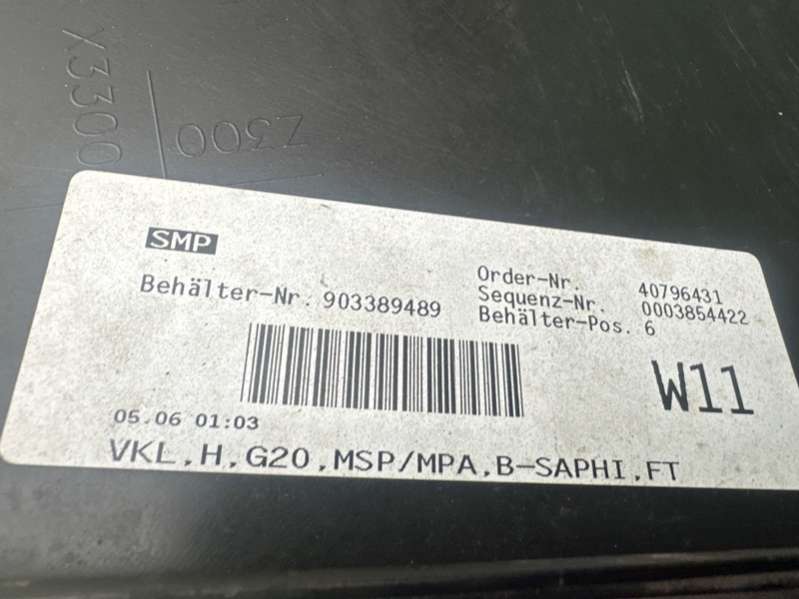 X3300
Z300
SMP
Behälter-Nr. 903389489
Order-Nr. 40796431
Sequenz-Nr. 0003854422
Behälter-Pos. 6
W11
05.06 01:03
VKL,H,G20,MSP/MPA,B-SAPHI,FT